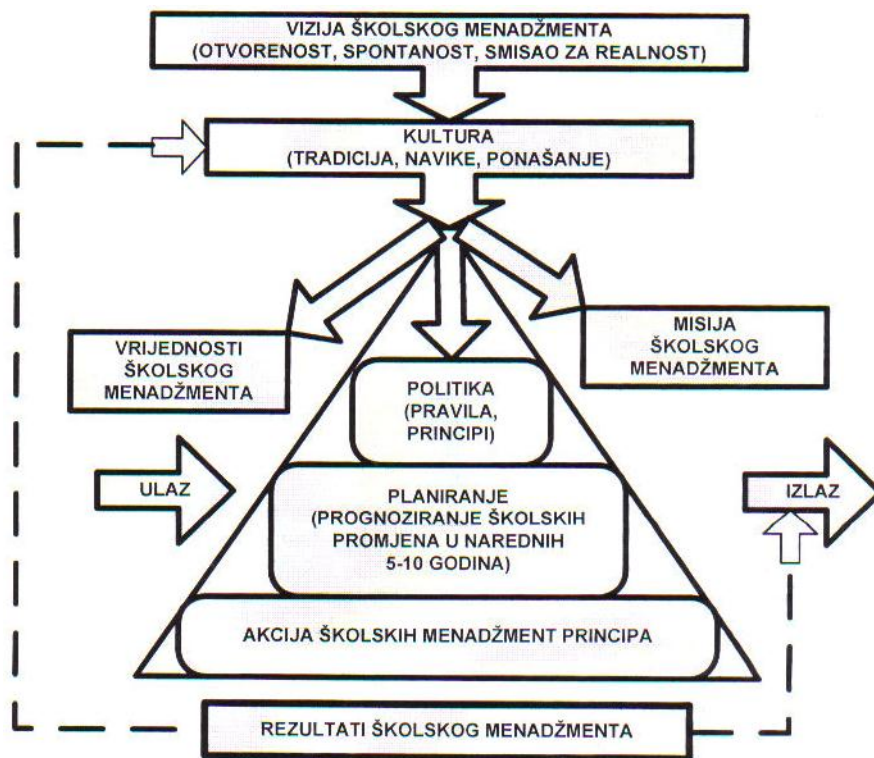 VIZIJA ŠKOLSKOG MENADŽMENTA
(OTVORENOST, SPONTANOST, SMISAO ZA REALNOST)
KULTURA
(TRADICIJA, NAVIKE, PONAŠANJE)
VRIJEDNOSTI
ŠKOLSKOG
MENADŽMENTA
MISIJA
ŠKOLSKOG
MENADŽMENTA
POLITIKA
(PRAVILA,
PRINCIPI)
ULAZ
PLANIRANJE
(PROGNOZIRANJE ŠKOLSKIH
PROMJENA U NAREDNIH
5-10 GODINA)
IZLAZ
AKCIJA ŠKOLSKIH MENADŽMENT PRINCIPA
REZULTATI ŠKOLSKOG MENADŽMENTA